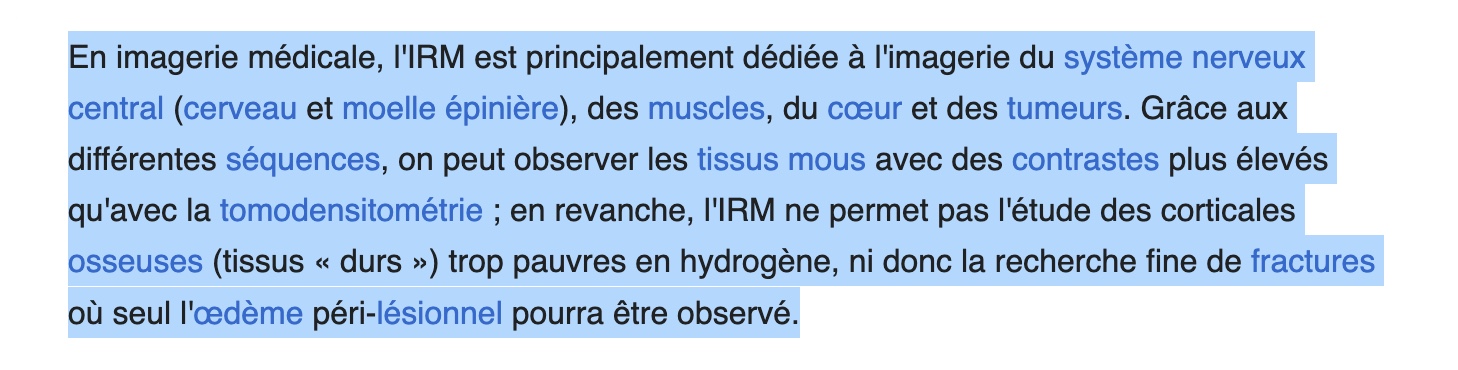 En imagerie médicale, l'IRM est principalement dédiée à l'imagerie du système nerveux
central (cerveau et moelle épinière), des muscles, du cœur et des tumeurs. Grâce aux
différentes séquences, on peut observer les tissus mous avec des contrastes plus élevés
qu'avec la tomodensitométrie ; en revanche, l'IRM ne permet pas l'étude des corticales
osseuses (tissus « durs ») trop pauvres en hydrogène, ni donc la recherche fine de fractures
où seul l'œdème péri-lésionnel pourra être observé.